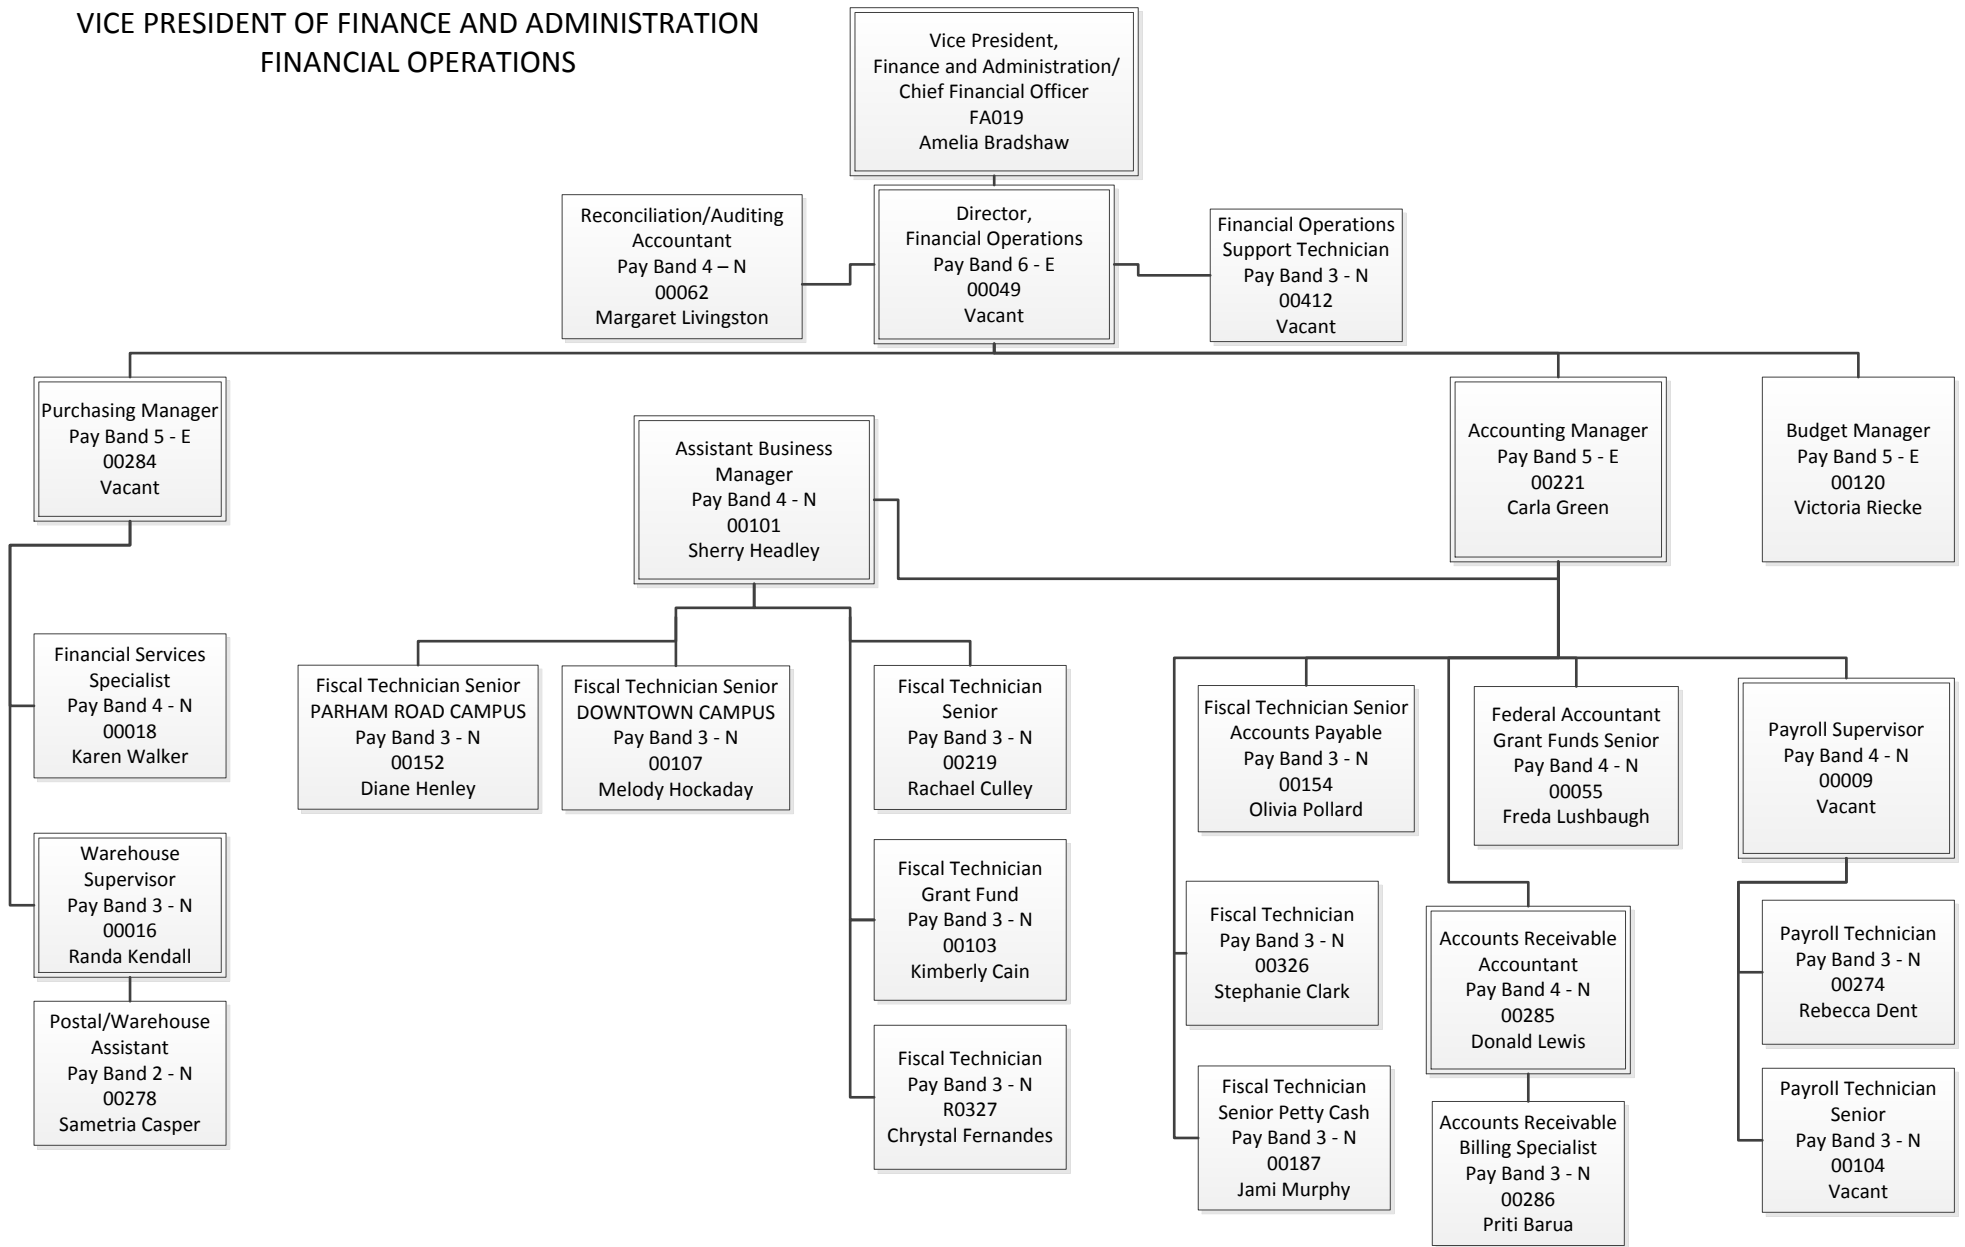 VICE PRESIDENT OF FINANCE AND ADMINISTRATION
FINANCIAL OPERATIONS
Vice President,
Finance and Administration/
Chief Financial Officer
FA019
Amelia Bradshaw
Reconciliation/Auditing
Accountant
Pay Band 4 – N
00062
Margaret Livingston
Director,
Financial Operations
Pay Band 6 - E
00049
Vacant
Financial Operations
Support Technician
Pay Band 3 - N
00412
Vacant
Purchasing Manager
Pay Band 5 - E
00284
Vacant
Assistant Business
Manager
Pay Band 4 - N
00101
Sherry Headley
Accounting Manager
Pay Band 5 - E
00221
Carla Green
Budget Manager
Pay Band 5 - E
00120
Victoria Riecke
Financial Services
Specialist
Pay Band 4 - N
00018
Karen Walker
Warehouse
Supervisor
Pay Band 3 - N
00016
Randa Kendall
Postal/Warehouse
Assistant
Pay Band 2 - N
00278
Sametria Casper
Fiscal Technician Senior
PARHAM ROAD CAMPUS
Pay Band 3 - N
00152
Diane Henley
Fiscal Technician Senior
DOWNTOWN CAMPUS
Pay Band 3 - N
00107
Melody Hockaday
Fiscal Technician
Senior
Pay Band 3 - N
00219
Rachael Culley
Fiscal Technician
Grant Fund
Pay Band 3 - N
00103
Kimberly Cain
Fiscal Technician
Pay Band 3 - N
R0327
Chrystal Fernandes
Fiscal Technician Senior
Accounts Payable
Pay Band 3 - N
00154
Olivia Pollard
Fiscal Technician
Pay Band 3 - N
00326
Stephanie Clark
Fiscal Technician
Senior Petty Cash
Pay Band 3 - N
00187
Jami Murphy
Federal Accountant
Grant Funds Senior
Pay Band 4 - N
00055
Freda Lushbaugh
Accounts Receivable
Accountant
Pay Band 4 - N
00285
Donald Lewis
Accounts Receivable
Billing Specialist
Pay Band 3 - N
00286
Priti Barua
Payroll Supervisor
Pay Band 4 - N
00009
Vacant
Payroll Technician
Pay Band 3 - N
00274
Rebecca Dent
Payroll Technician
Senior
Pay Band 3 - N
00104
Vacant